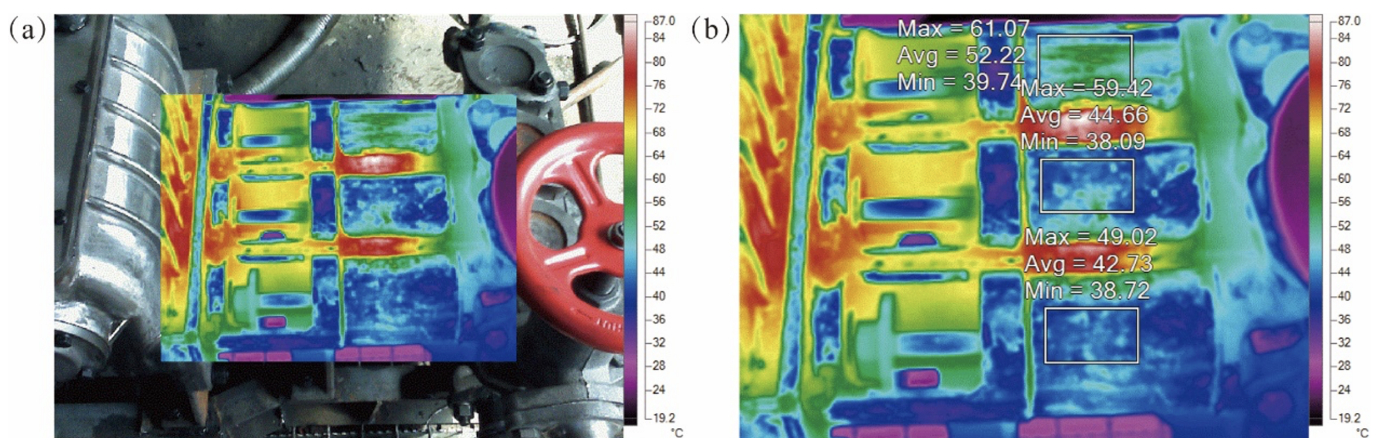 (a)
87.0
84
80
76
72
68
64
60
56
52
48
44
40
36
32
28
24
19.2
°C
(b)
Max = 61.07
Avg = 52.22
Min = 39.74
Max = 59.42
Avg = 44.66
Min = 38.09
Max = 49.02
Avg = 42.73
Min = 38.72
87.0
84
80
76
72
68
64
60
56
52
48
44
40
36
32
28
24
19.2
°C